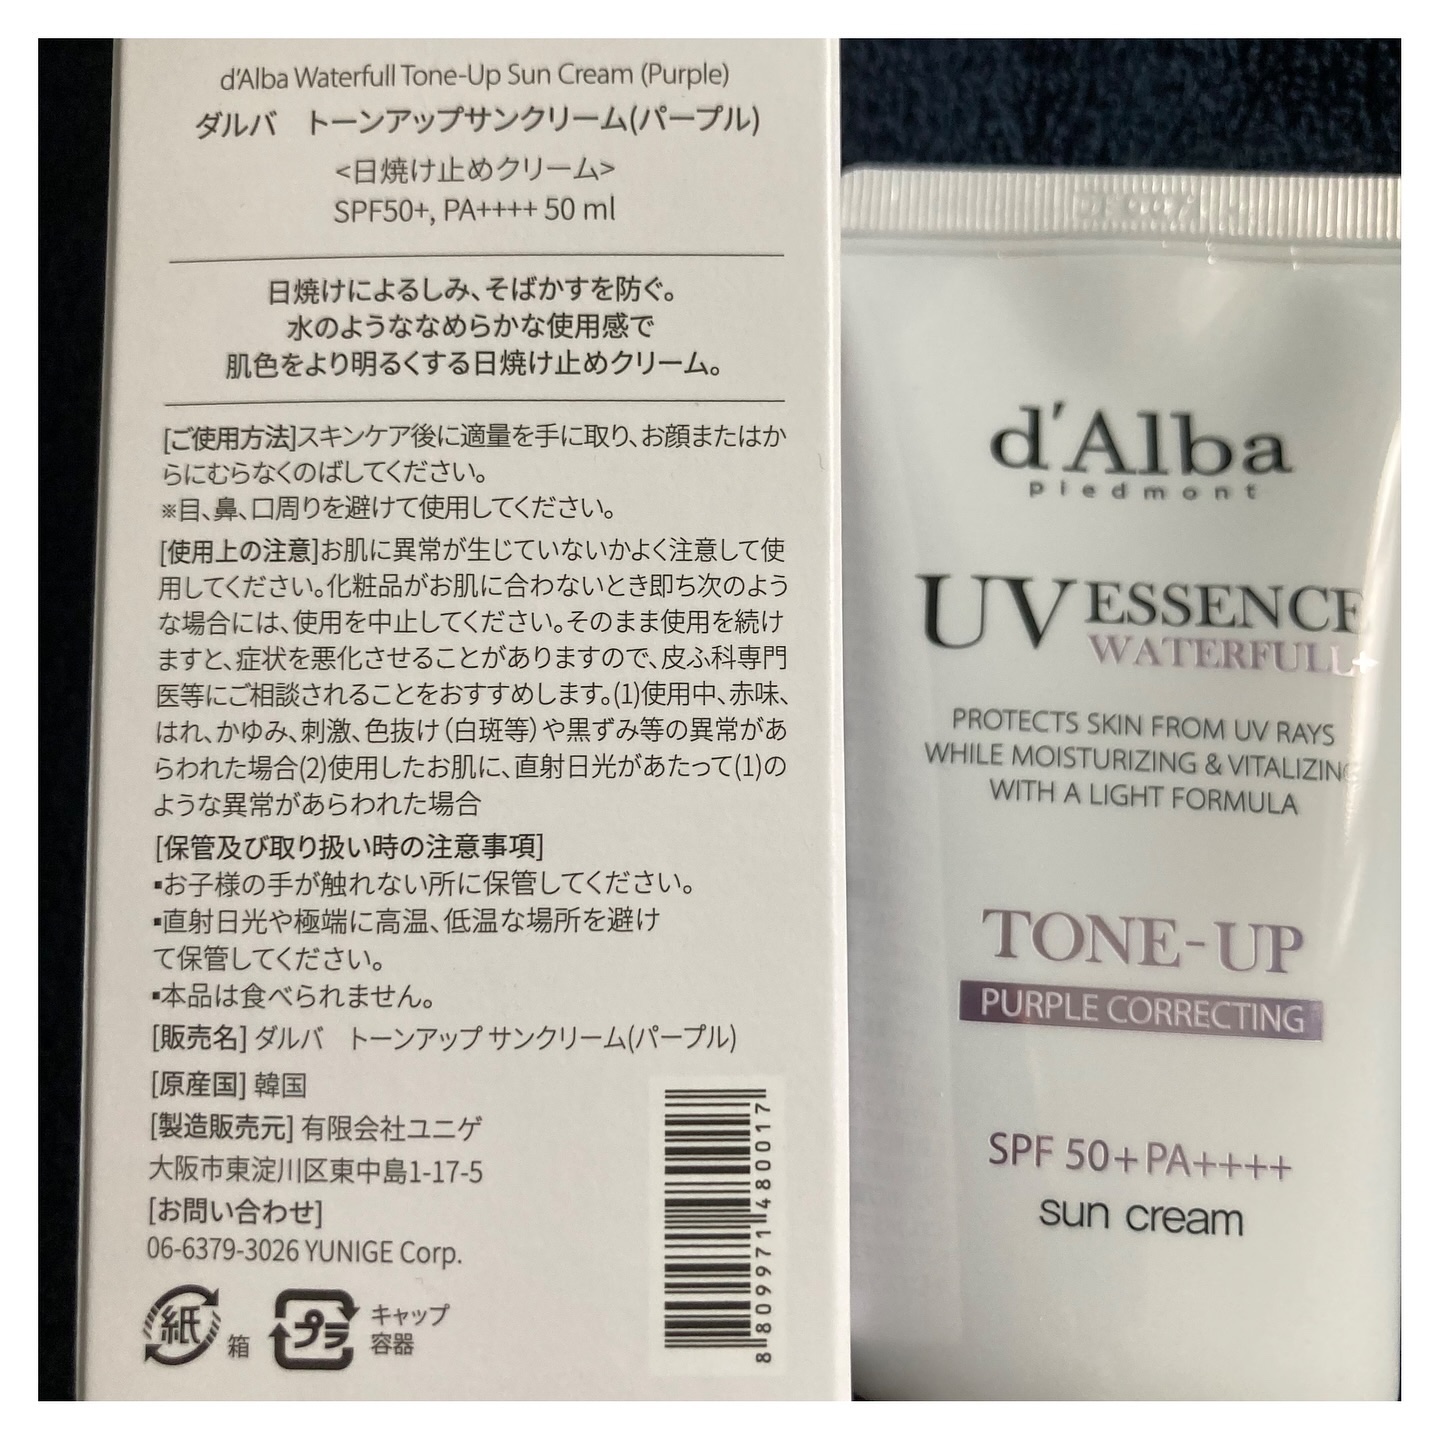 d'Alba Waterfull Tone-Up Sun Cream (Purple)
ダルバ　トーンアップサンクリーム(パープル)
<日焼け止めクリーム>
SPF50+, PA++++ 50 ml
日焼けによるしみ、そばかすを防ぐ。
水のようななめらかな使用感で
肌色をより明るくする日焼け止めクリーム。
[ご使用方法]スキンケア後に適量を手に取り、お顔またはか
らにむらなくのばしてください。
※目、鼻、口周りを避けて使用してください。
[使用上の注意]お肌に異常が生じていないかよく注意して使
用してください。化粧品がお肌に合わないとき即ち次のよう
な場合には、使用を中止してください。そのまま使用を続け
ますと、症状を悪化させることがありますので、皮ふ科専門
医等にご相談されることをおすすめします。(1)使用中、赤味、
はれ、かゆみ、刺激、色抜け（白斑等）や黒ずみ等の異常があ
らわれた場合(2)使用したお肌に、直射日光があたって(1)の
ような異常があらわれた場合
[保管及び取り扱い時の注意事項]
▪お子様の手が触れない所に保管してください。
▪直射日光や極端に高温、低温な場所を避け
て保管してください。
▪本品は食べられません。
[販売名] ダルバ　トーンアップ サンクリーム(パープル)
[原産国] 韓国
[製造販売元] 有限会社ユニゲ
大阪市東淀川区東中島1-17-5
[お問い合わせ]
06-6379-3026 YUNIGE Corp.
紙 箱 プラ キャップ
容器
8809971480017
d'Alba
piedmont
UV ESSENCE
WATERFULL+
PROTECTS SKIN FROM UV RAYS
WHILE MOISTURIZING & VITALIZING
WITH A LIGHT FORMULA
TONE-UP
PURPLE CORRECTING
SPF 50+ PA++++
sun cream